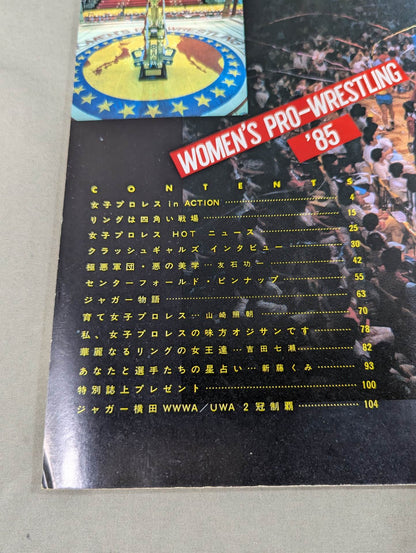 WOMEN'S PRO-WRESTLING
'85
CONTENTS
女子プロレス in ACTION 4
リングは四角い戦場 15
女子プロレス HOT ニュース 25
クラッシュギャルズ インタビュー 30
極悪軍団・悪の美学…友石功一 42
センターフォールド・ピンナップ 55
ジャガー物語 63
育て女子プロレス…山崎照朝 70
私、女子プロレスの味方オジサンです 78
華麗なるリングの女王達…吉田七瀬 82
あなたと選手たちの星占い…新藤くみ 93
特別誌上プレゼント 100
ジャガー横田WWWA/UWA 2冠制覇 104